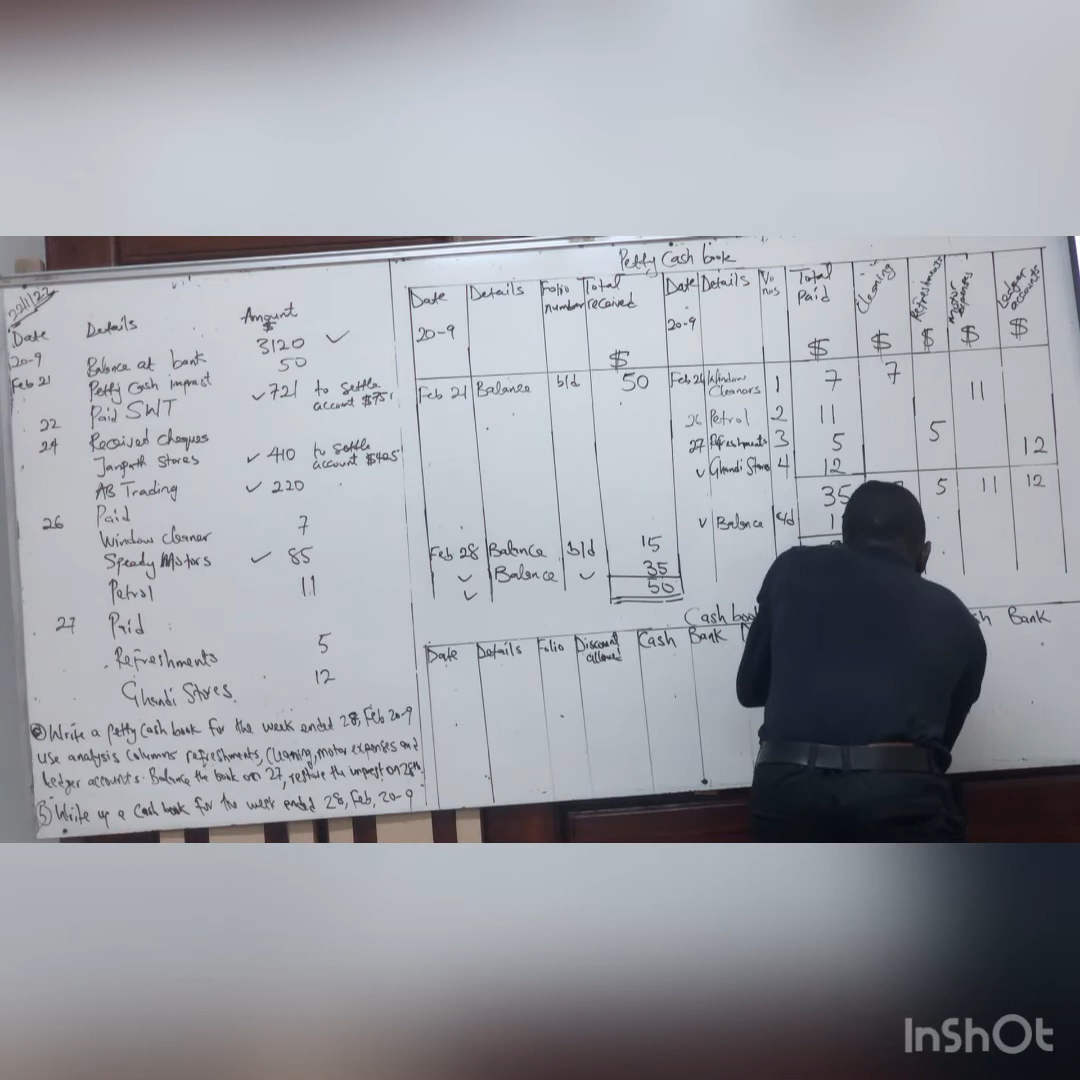 22/1/22
Date Details Amount
$
20-9 Balance at bank 3120
Feb 21 Petty cash imprest 50
22 Paid SWT 721 to settle account $751
24 Received cheques
Janpath Stores 410 to settle account $425
AB Trading 220
26 Paid
Window cleaner 7
Speedy Motors 85
Petrol 11
27 Paid
Refreshments 5
Ghandi Stores 12
a) Write a petty cash book for the week ended 28, Feb 20-9
use analysis columns refreshments, cleaning, motor expenses and
ledger accounts. Balance the book on 27, restore the imprest on 28th.
b) Write up a cash book for the week ended 28, Feb, 20-9
Petty Cash book
Date Details Folio number Total received Date Details Vo nos Total paid Cleaning Refreshments motor expenses Ledger accounts
20-9 20-9
$ $ $ $ $ $
Feb 21 Balance b/d 50 Feb 24 Window Cleaners 1 7 7
26 Petrol 2 11 11
27 Refreshments 3 5 5
Ghandi Stores 4 12 12
35 5 11 12
Balance c/d
Feb 28 Balance b/d 15
Balance 35
50
Cash book
Date Details Folio Discount allowed Cash Bank Bank
InShOt